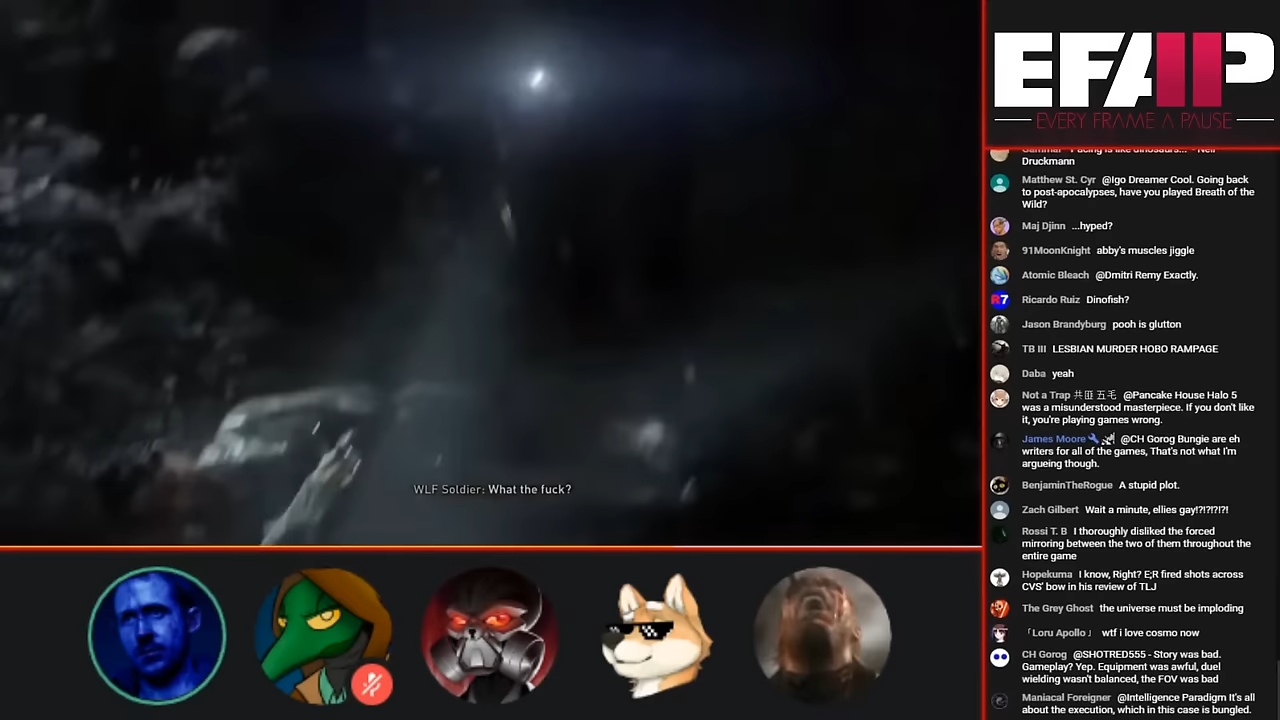 EFAP
EVERY FRAME A PAUSE
Druckmann
Matthew St. Cyr @Igo Dreamer Cool. Going back
to post-apocalypses, have you played Breath of the
Wild?
Maj Djinn ...hyped?
91MoonKnight abby's muscles jiggle
Atomic Bleach @Dmitri Remy Exactly.
R7
Ricardo Ruiz Dinofish?
Jason Brandyburg pooh is glutton
TB III LESBIAN MURDER HOBO RAMPAGE
Daba yeah
Not a Trap 共匪 五毛 @Pancake House Halo 5
was a misunderstood masterpiece. If you don't like
it, you're playing games wrong.
James Moore @CH Gorog Bungie are eh
writers for all of the games, That's not what I'm
argueing though.
BenjaminTheRogue A stupid plot.
Zach Gilbert Wait a minute, ellies gay!?!?!?!?!
Rossi T. B I thoroughly disliked the forced
mirroring between the two of them throughout the
entire game
Hopekuma I know, Right? E;R fired shots across
CVS' bow in his review of TLJ
The Grey Ghost the universe must be imploding
「Loru Apollo」 wtf i love cosmo now
CH Gorog @SHOTRED555 - Story was bad.
Gameplay? Yep. Equipment was awful, duel
wielding wasn't balanced, the FOV was bad
Maniacal Foreigner @Intelligence Paradigm It's all
about the execution, which in this case is bungled.
WLF Soldier: What the fuck?